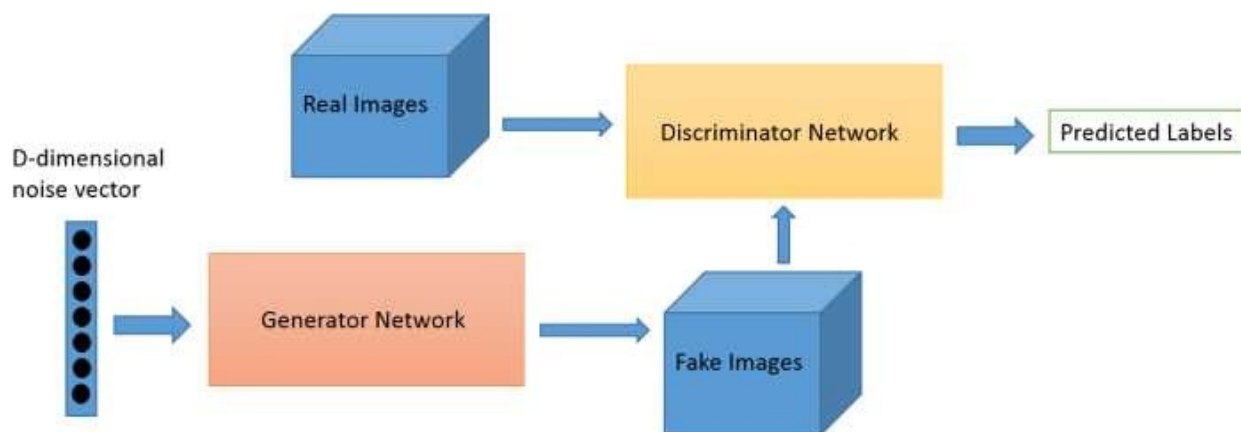 Real Images
Discriminator Network
Predicted Labels
D-dimensional
noise vector
Generator Network
Fake Images